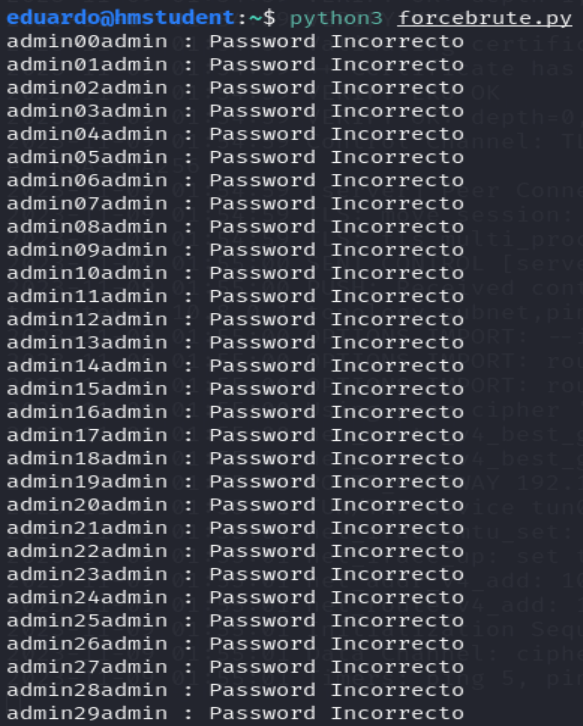 eduardo@hmstudent:~$ python3 forcebrute.py
admin00admin : Password Incorrecto
admin01admin : Password Incorrecto
admin02admin : Password Incorrecto
admin03admin : Password Incorrecto
admin04admin : Password Incorrecto
admin05admin : Password Incorrecto
admin06admin : Password Incorrecto
admin07admin : Password Incorrecto
admin08admin : Password Incorrecto
admin09admin : Password Incorrecto
admin10admin : Password Incorrecto
admin11admin : Password Incorrecto
admin12admin : Password Incorrecto
admin13admin : Password Incorrecto
admin14admin : Password Incorrecto
admin15admin : Password Incorrecto
admin16admin : Password Incorrecto
admin17admin : Password Incorrecto
admin18admin : Password Incorrecto
admin19admin : Password Incorrecto
admin20admin : Password Incorrecto
admin21admin : Password Incorrecto
admin22admin : Password Incorrecto
admin23admin : Password Incorrecto
admin24admin : Password Incorrecto
admin25admin : Password Incorrecto
admin26admin : Password Incorrecto
admin27admin : Password Incorrecto
admin28admin : Password Incorrecto
admin29admin : Password Incorrecto